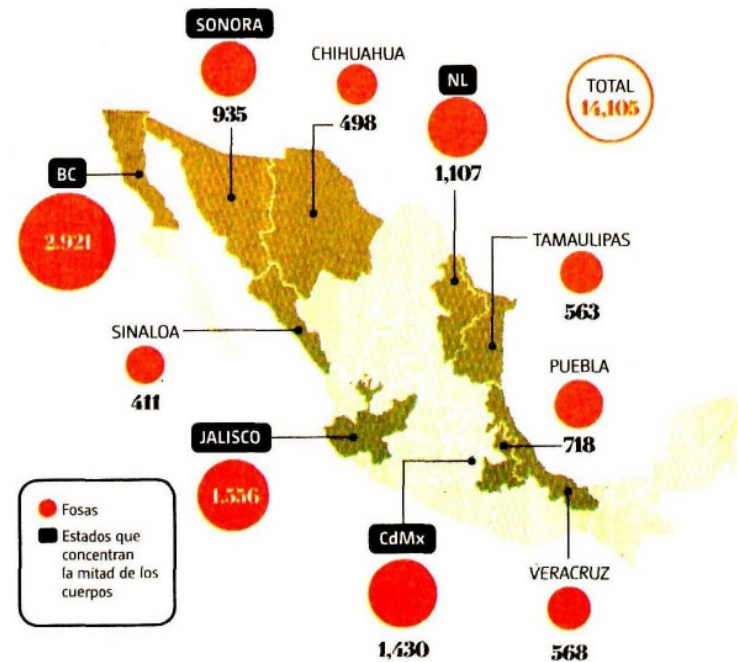 SONORA
935
CHIHUAHUA
498
NL
1,107
TOTAL
14,105
BC
2.921
TAMAULIPAS
563
SINALOA
411
PUEBLA
718
JALISCO
1.556
CdMx
1,430
VERACRUZ
568
Fosas
Estados que
concentran
la mitad de los
cuerpos